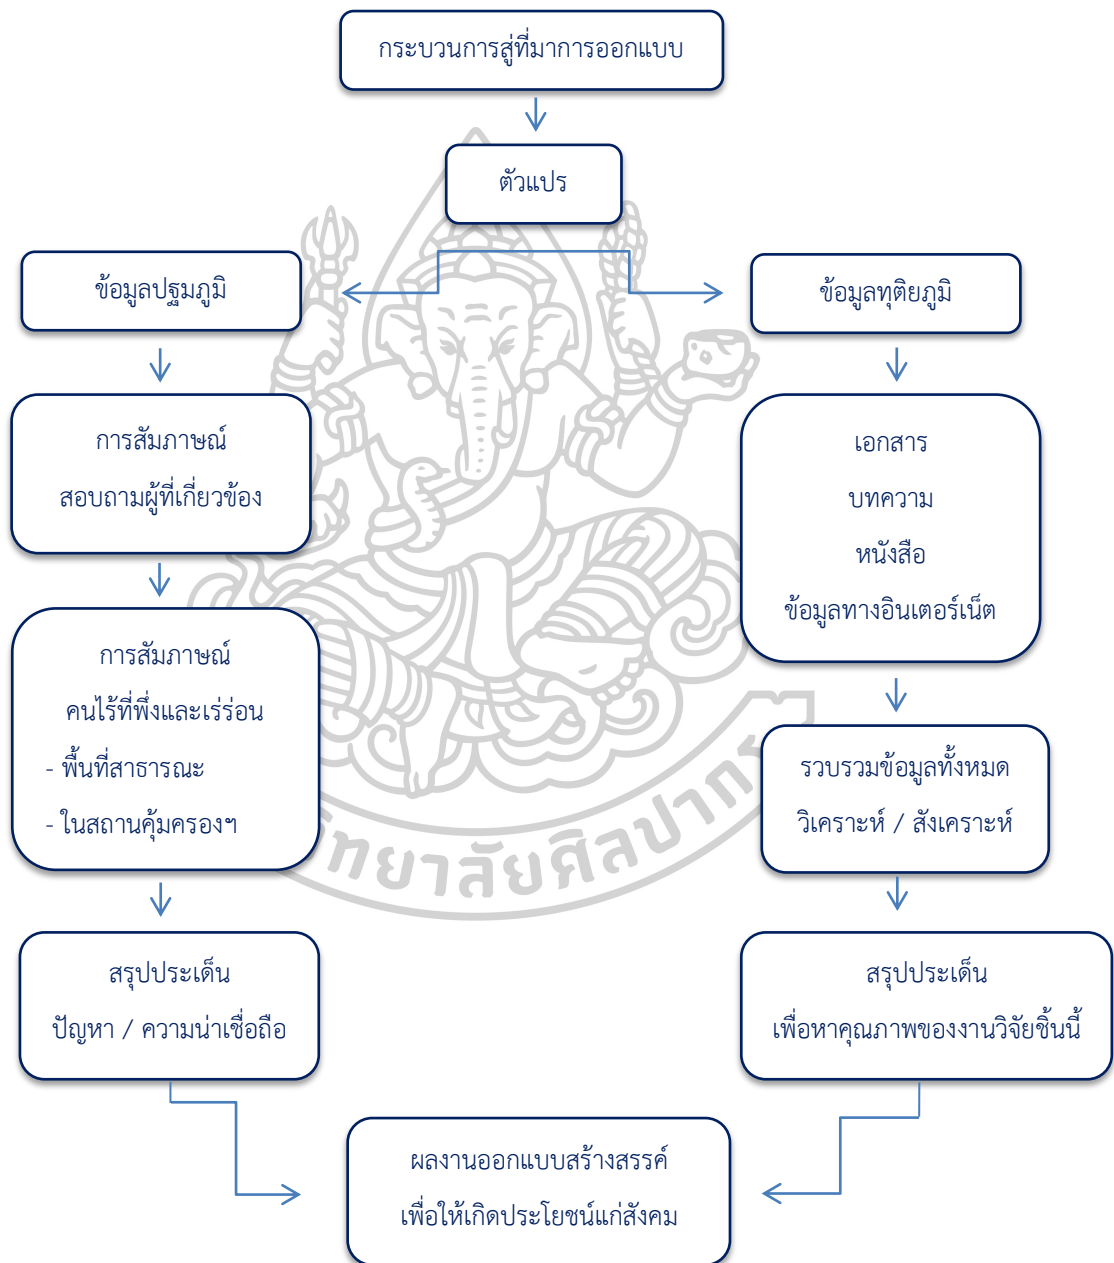 กระบวนการสู่ที่มาการออกแบบ
ตัวแปร
ข้อมูลปฐมภูมิ
ข้อมูลทุติยภูมิ
การสัมภาษณ์
สอบถามผู้ที่เกี่ยวข้อง
เอกสาร
บทความ
หนังสือ
ข้อมูลทางอินเตอร์เน็ต
การสัมภาษณ์
คนไร้ที่พึ่งและเร่ร่อน
- พื้นที่สาธารณะ
- ในสถานคุ้มครองฯ
รวบรวมข้อมูลทั้งหมด
วิเคราะห์ / สังเคราะห์
สรุปประเด็น
ปัญหา / ความน่าเชื่อถือ
สรุปประเด็น
เพื่อหาคุณภาพของงานวิจัยชิ้นนี้
ผลงานออกแบบสร้างสรรค์
เพื่อให้เกิดประโยชน์แก่สังคม